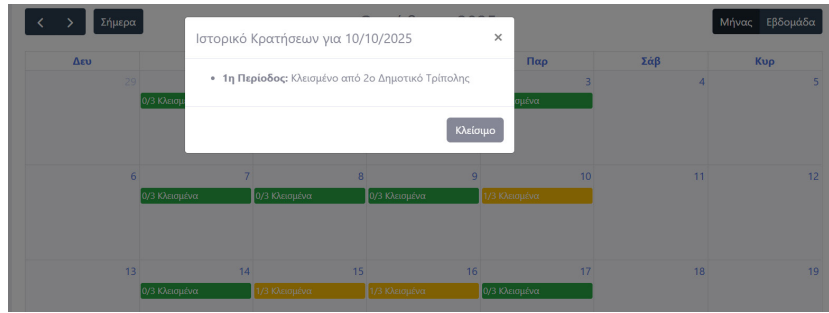 Σήμερα
Μήνας Εβδομάδα
Ιστορικό Κρατήσεων για 10/10/2025 ×
• 1η Περίοδος: Κλεισμένο από 2ο Δημοτικό Τρίπολης
Κλείσιμο
Δευ Παρ Σάβ Κυρ
29 3 4 5
0/3
6 7 8 9 10 11 12
0/3 Κλεισμένα 0/3 Κλεισμένα 0/3 Κλεισμένα 1/3 Κλεισμένα
13 14 15 16 17 18 19
0/3 Κλεισμένα 1/3 Κλεισμένα 1/3 Κλεισμένα 0/3 Κλεισμένα